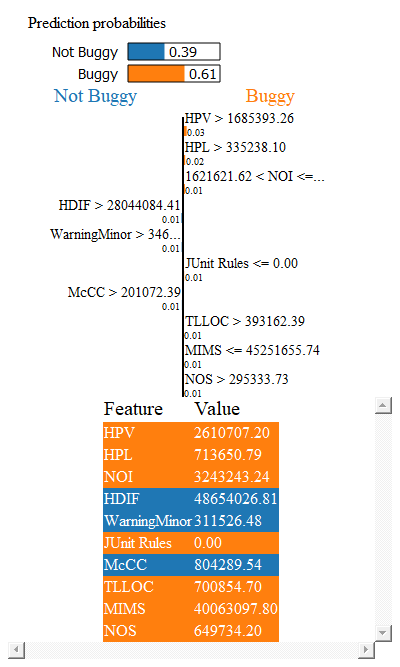 Prediction probabilities
Not Buggy 0.39
Buggy 0.61
Not Buggy Buggy
HPV > 1685393.26
0.03
HPL > 335238.10
0.02
1621621.62 < NOI <=...
0.01
HDIF > 28044084.41
0.01
WarningMinor > 346...
0.01
JUnit Rules <= 0.00
0.01
McCC > 201072.39
0.01
TLLOC > 393162.39
0.01
MIMS <= 45251655.74
0.01
NOS > 295333.73
0.01
Feature Value
HPV 2610707.20
HPL 713650.79
NOI 3243243.24
HDIF 48654026.81
WarningMinor 311526.48
JUnit Rules 0.00
McCC 804289.54
TLLOC 700854.70
MIMS 40063097.80
NOS 649734.20